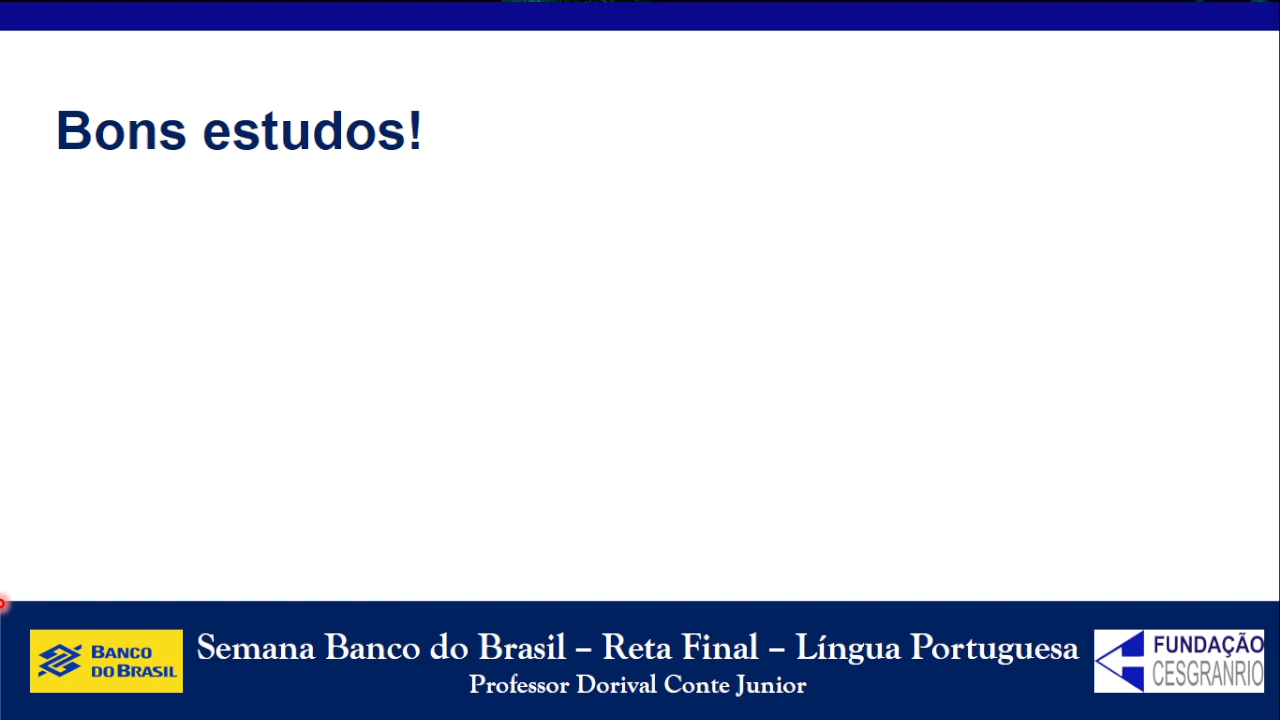 Bons estudos!
BANCO
DO BRASIL
Semana Banco do Brasil – Reta Final – Língua Portuguesa
Professor Dorival Conte Junior
FUNDAÇÃO
CESGRANRIO